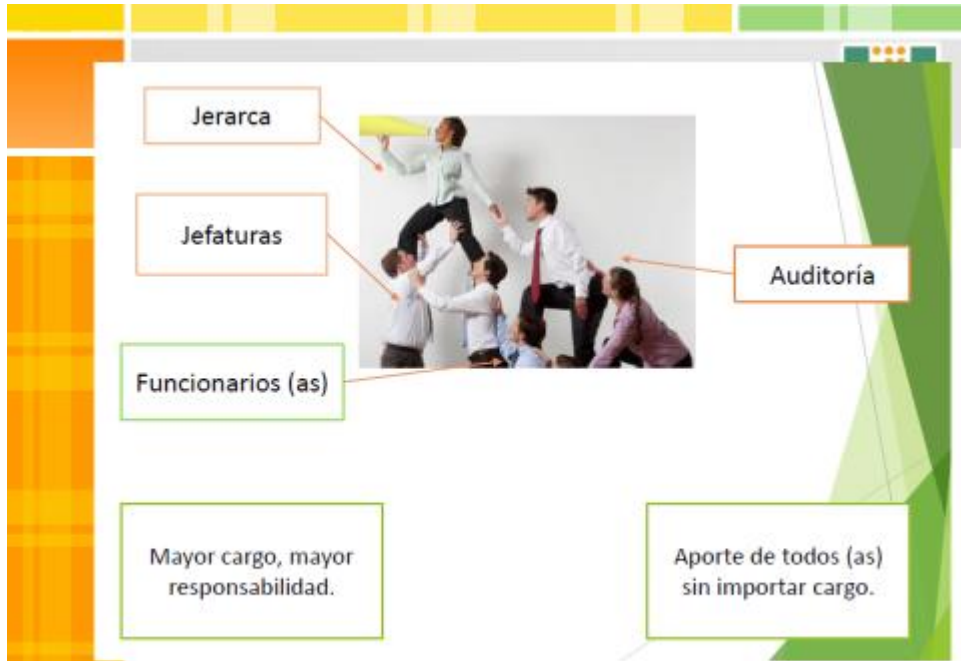 Jerarca
Jefaturas
Auditoría
Funcionarios (as)
Mayor cargo, mayor
responsabilidad.
Aporte de todos (as)
sin importar cargo.